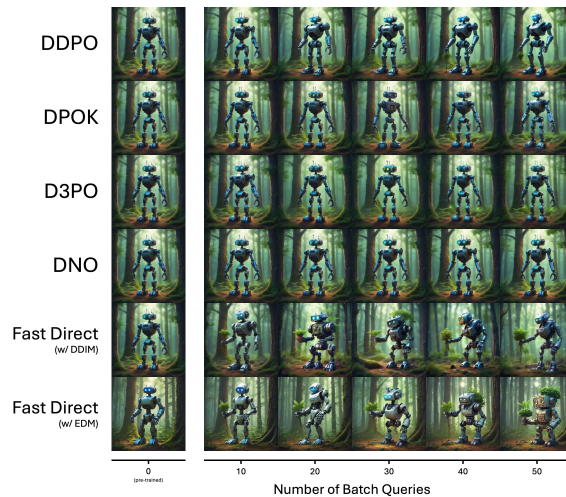 DDPO
DPOK
D3PO
DNO
Fast Direct
(w/ DDIM)
Fast Direct
(w/ EDM)
0 10 20 30 40 50
(pre-trained)
Number of Batch Queries